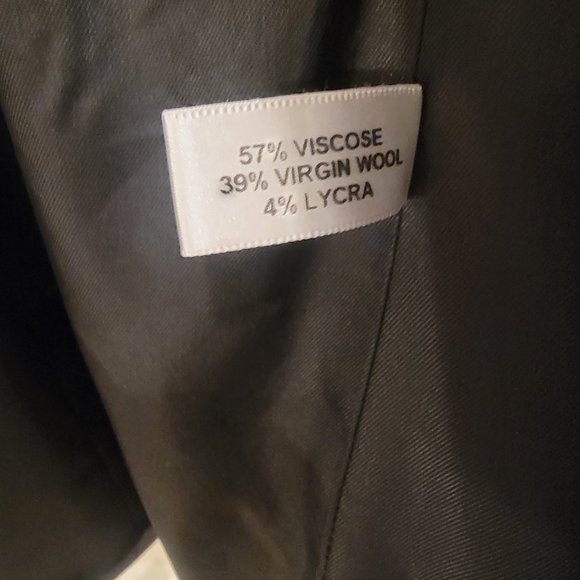 57% VISCOSE
39% VIRGIN WOOL
4% LYCRA